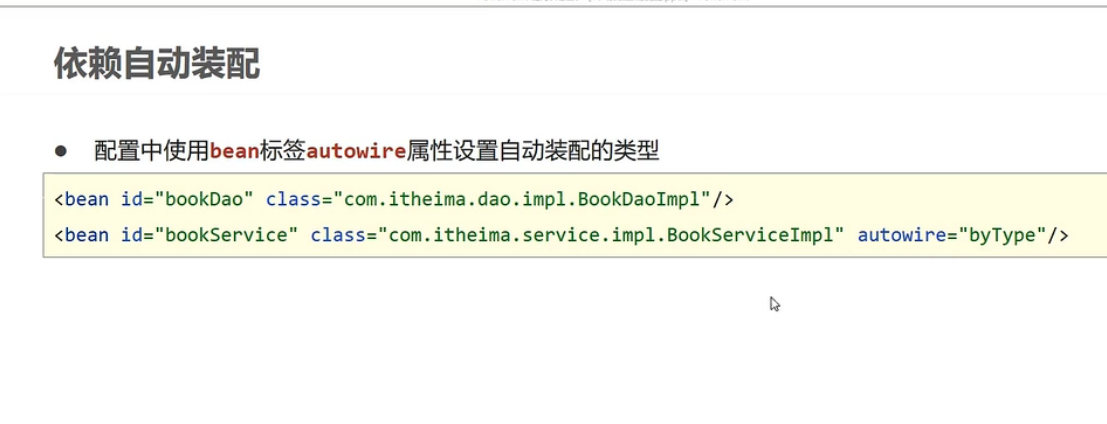 依赖自动装配
● 配置中使用bean标签autowire属性设置自动装配的类型
<bean id="bookDao" class="com.itheima.dao.impl.BookDaoImpl"/>
<bean id="bookService" class="com.itheima.service.impl.BookServiceImpl" autowire="byType"/>